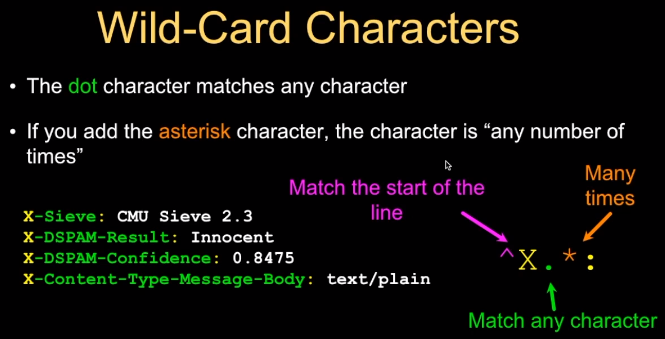 Wild-Card Characters
• The dot character matches any character
• If you add the asterisk character, the character is “any number of
times”
Match the start of the
line
Many
times
X-Sieve: CMU Sieve 2.3
X-DSPAM-Result: Innocent
X-DSPAM-Confidence: 0.8475
X-Content-Type-Message-Body: text/plain
^X.*:
Match any character